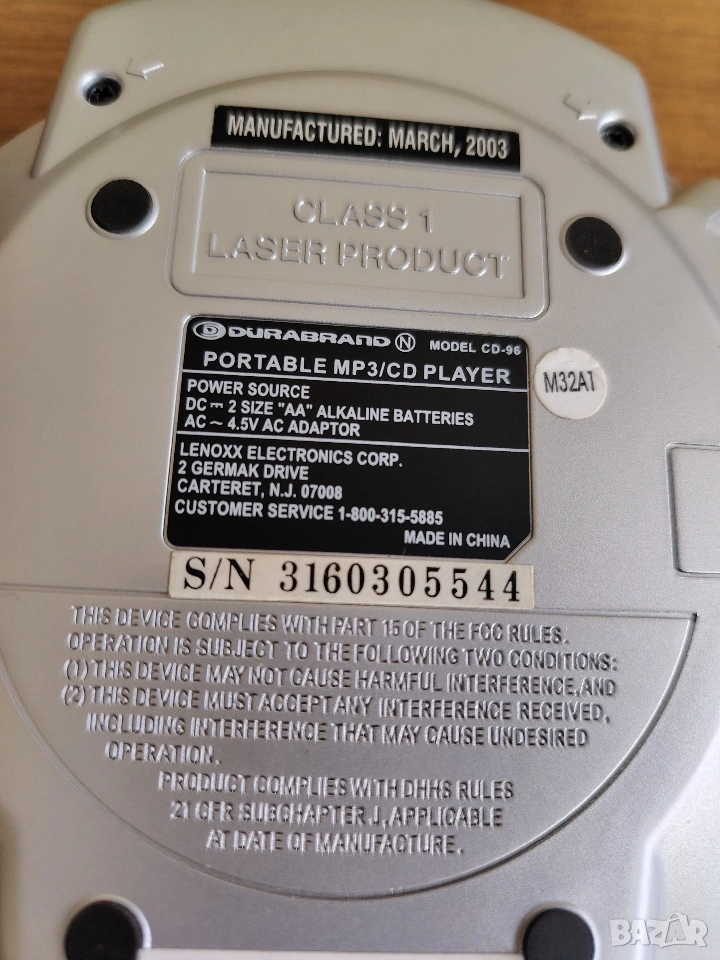 MANUFACTURED: MARCH, 2003
CLASS 1
LASER PRODUCT
D DURABRAND N MODEL CD-96
PORTABLE MP3/CD PLAYER
POWER SOURCE
DC ⎓ 2 SIZE "AA" ALKALINE BATTERIES
AC ~ 4.5V AC ADAPTOR
LENOXX ELECTRONICS CORP.
2 GERMAK DRIVE
CARTERET, N.J. 07008
CUSTOMER SERVICE 1-800-315-5885
MADE IN CHINA
M32A1
S/N 3160305544
THIS DEVICE COMPLIES WITH PART 15 OF THE FCC RULES.
OPERATION IS SUBJECT TO THE FOLLOWING TWO CONDITIONS:
(1) THIS DEVICE MAY NOT CAUSE HARMFUL INTERFERENCE, AND
(2) THIS DEVICE MUST ACCEPT ANY INTERFERENCE RECEIVED,
INCLUDING INTERFERENCE THAT MAY CAUSE UNDESIRED
OPERATION.
PRODUCT COMPLIES WITH DHHS RULES
21 CFR SUBCHAPTER J, APPLICABLE
AT DATE OF MANUFACTURE.
BAZAR